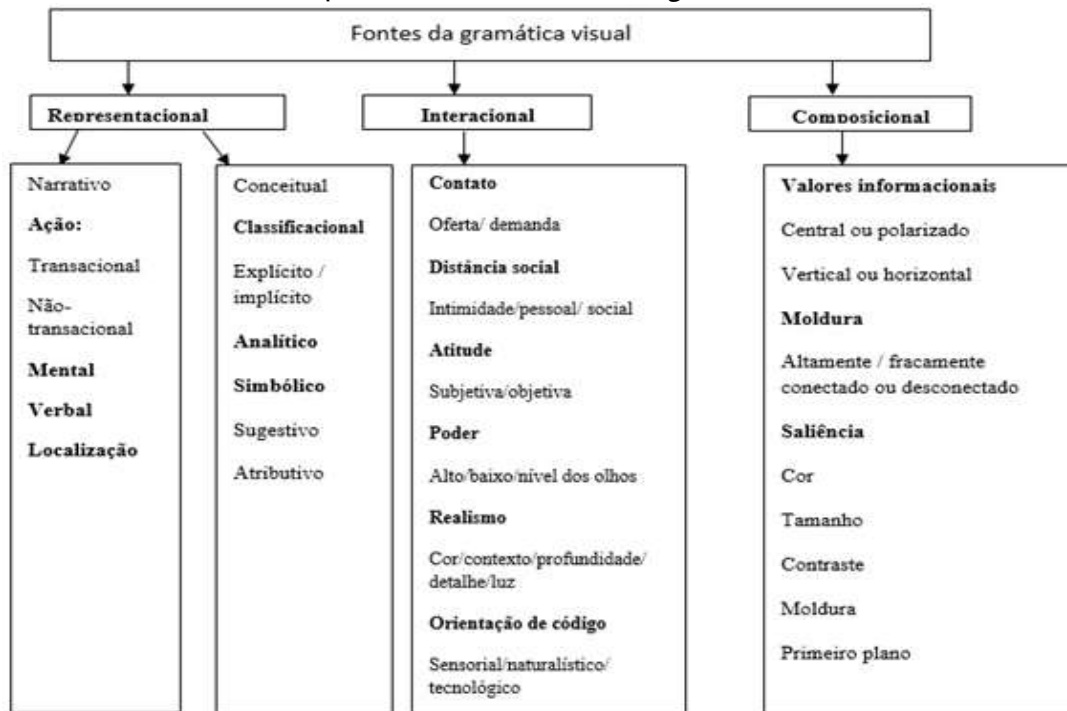 Fontes da gramática visual
Representacional
Interacional
Composicional
Narrativo
Ação:
Transacional
Não-
transacional
Mental
Verbal
Localização
Conceitual
Classificacional
Explícito /
implícito
Analítico
Simbólico
Sugestivo
Atributivo
Contato
Oferta/ demanda
Distância social
Intimidade/pessoal/ social
Atitude
Subjetiva/objetiva
Poder
Alto/baixo/nível dos olhos
Realismo
Cor/contexto/profundidade/
detalhe/luz
Orientação de código
Sensorial/naturalístico/
tecnológico
Valores informacionais
Central ou polarizado
Vertical ou horizontal
Moldura
Altamente / fracamente
conectado ou desconectado
Saliência
Cor
Tamanho
Contraste
Moldura
Primeiro plano